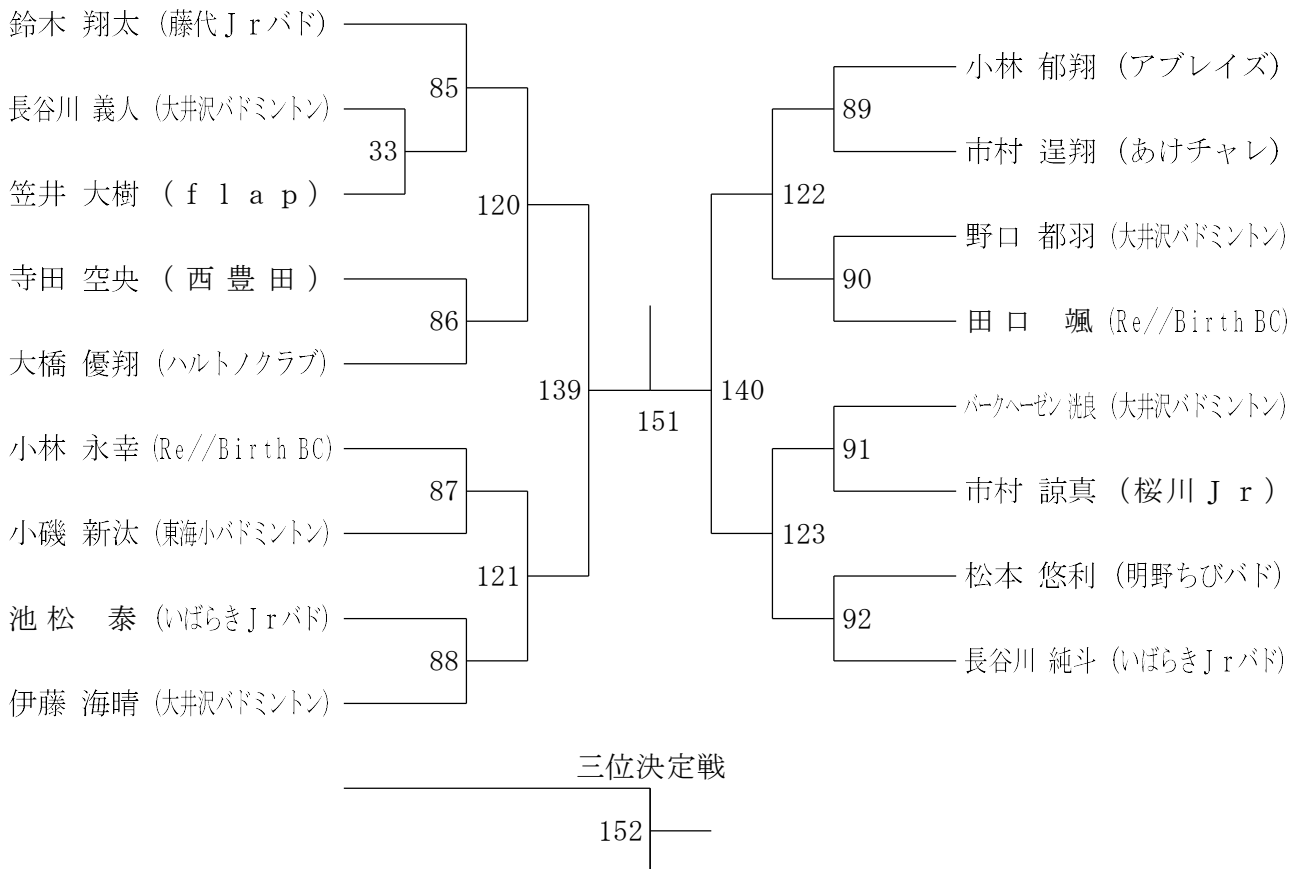 鈴木 翔太 (藤代Ｊｒバド)
長谷川 義人 (大井沢バドミントン)
笠井 大樹 (ｆｌａｐ)
寺田 空央 (西豊田)
大橋 優翔 (ハルトノクラブ)
小林 永幸 (Re//Birth BC)
小磯 新汰 (東海小バドミントン)
池松 泰 (いばらきＪｒバド)
伊藤 海晴 (大井沢バドミントン)
33
85
86
87
88
120
121
139
151
140
122
123
89
90
91
92
小林 郁翔 (アブレイズ)
市村 逞翔 (あけチャレ)
野口 都羽 (大井沢バドミントン)
田口 颯 (Re//Birth BC)
バークヘーゼン 洸良 (大井沢バドミントン)
市村 諒真 (桜川Ｊｒ)
松本 悠利 (明野ちびバド)
長谷川 純斗 (いばらきＪｒバド)
三位決定戦
152